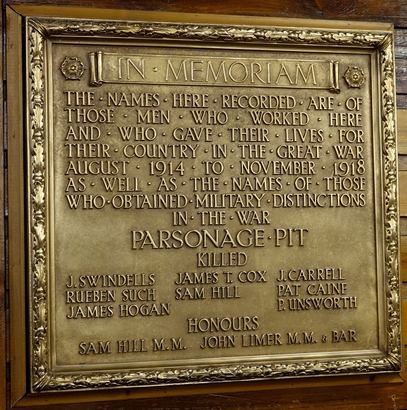 IN · MEMORIAM
THE · NAMES · HERE · RECORDED · ARE · OF
THOSE · MEN · WHO · WORKED · HERE
AND · WHO · GAVE · THEIR · LIVES · FOR
THEIR · COUNTRY · IN · THE · GREAT · WAR
AUGUST · 1914 · TO · NOVEMBER · 1918
AS · WELL · AS · THE · NAMES · OF · THOSE
WHO · OBTAINED · MILITARY · DISTINCTIONS
IN · THE · WAR
PARSONAGE · PIT
KILLED
J. SWINDELLS JAMES T. COX J. CARRELL
RUEBEN SUCH SAM HILL PAT CAINE
JAMES HOGAN P. UNSWORTH
HONOURS
SAM HILL M.M. JOHN LIMER M.M. & BAR